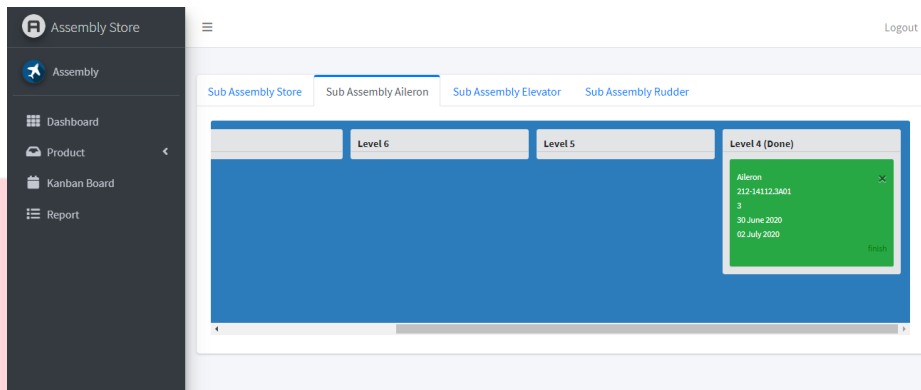 Assembly Store
Logout
Assembly
Sub Assembly Store
Sub Assembly Aileron
Sub Assembly Elevator
Sub Assembly Rudder
Dashboard
Product
Kanban Board
Report
Level 6
Level 5
Level 4 (Done)
Aileron
212-14112.3A01
3
30 June 2020
02 July 2020
finish